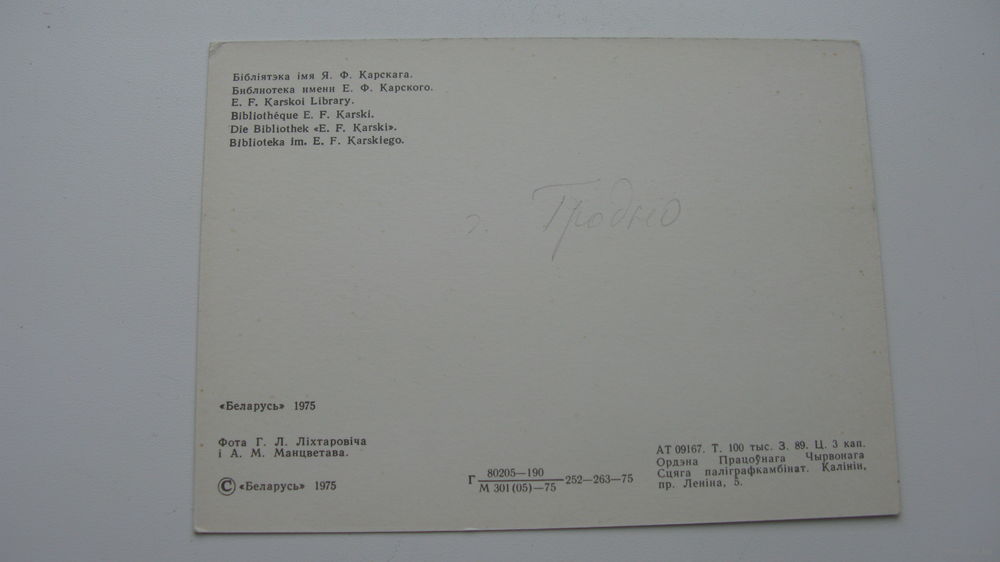 Бібліятэка імя Я. Ф. Карскага.
Библиотека имени Е. Ф. Карского.
E. F. Karskoi Library.
Bibliothéque E. F. Karski.
Die Bibliothek «E. F. Karski».
Biblioteka im. E. F. Karskiego.
г. Гродно
«Беларусь» 1975
Фота Г. Л. Ліхтаровіча
і А. М. Манцветава.
© «Беларусь» 1975
Г 80205—190 / М 301(05)—75 252—263—75
АТ 09167. Т. 100 тыс. З. 89. Ц. 3 кап.
Ордэна Працоўнага Чырвонага
Сцяга паліграфкамбінат. Калінін,
пр. Леніна, 5.